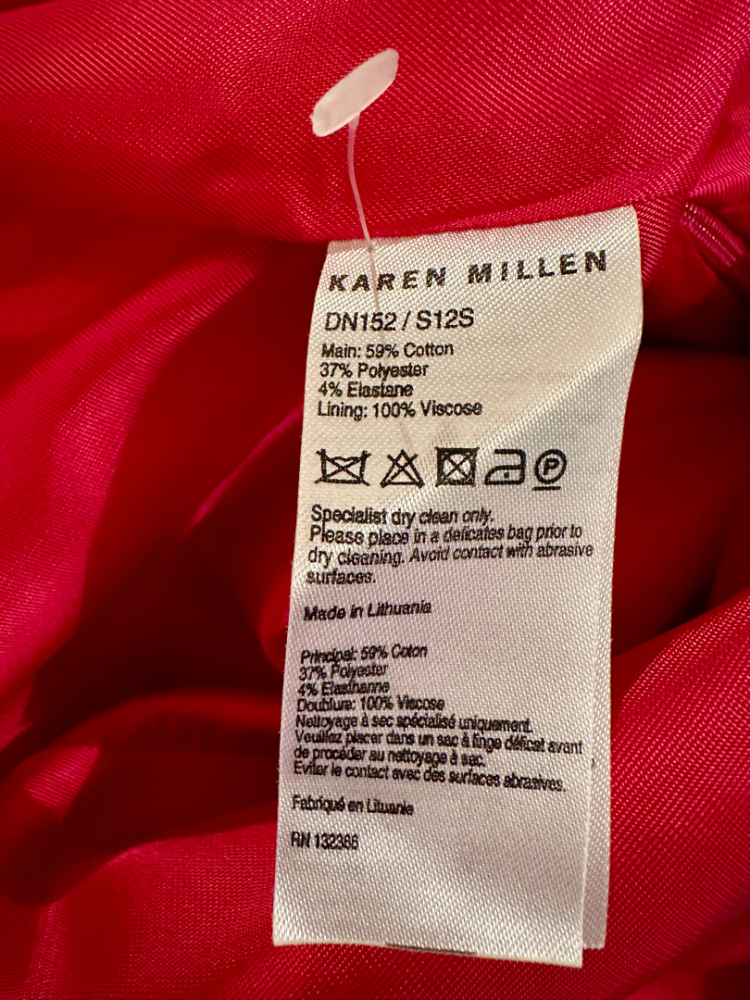 KAREN MILLEN
DN152 / S12S
Main: 59% Cotton
37% Polyester
4% Elastane
Lining: 100% Viscose
P
Specialist dry clean only.
Please place in a delicates bag prior to
dry cleaning. Avoid contact with abrasive
surfaces.
Made in Lithuania
Principal: 59% Coton
37% Polyester
4% Elasthanne
Doublure: 100% Viscose
Nettoyage à sec spécialisé uniquement.
Veuillez placer dans un sac à linge délicat avant
de procéder au nettoyage à sec.
Eviter le contact avec des surfaces abrasives.
Fabriqué en Lituanie
RN 132366